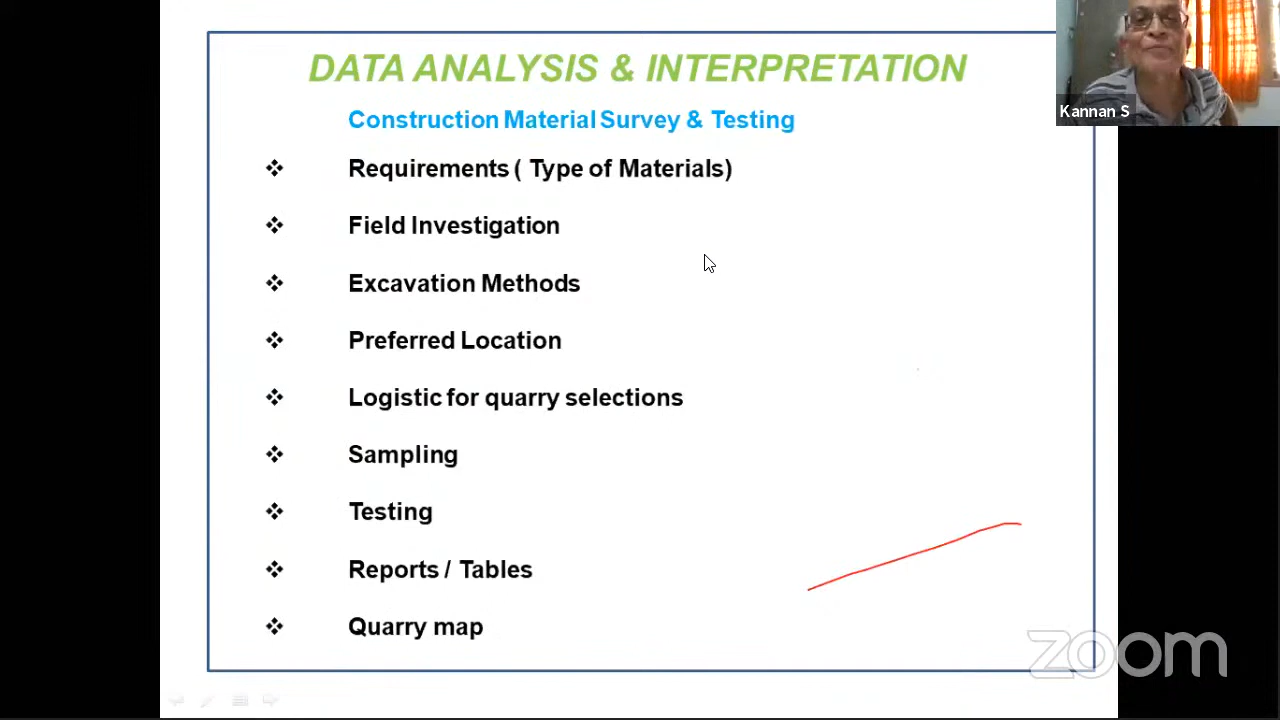 DATA ANALYSIS & INTERPRETATION
Kannan S
Construction Material Survey & Testing
Requirements ( Type of Materials)
Field Investigation
Excavation Methods
Preferred Location
Logistic for quarry selections
Sampling
Testing
Reports / Tables
Quarry map
zoom